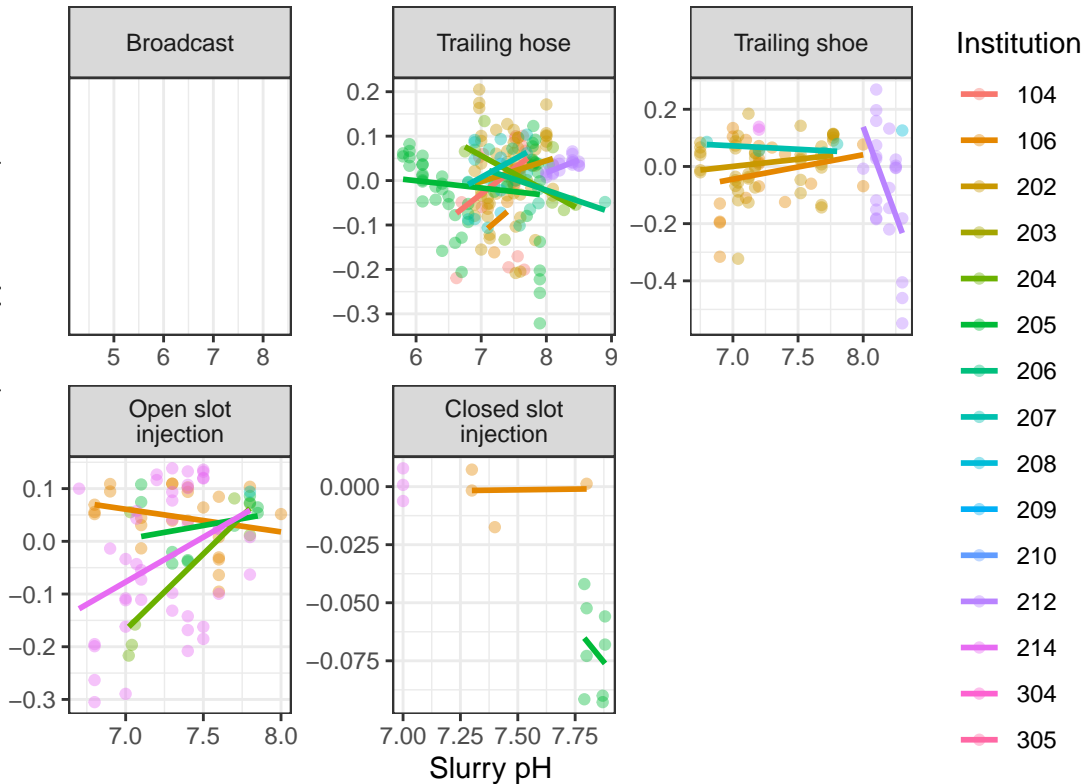 Broadcast
Trailing hose
Trailing shoe
0.2
0.1
0.0
−0.1
−0.2
−0.3
0.2
0.0
−0.2
−0.4
5 6 7 8
6 7 8 9
7.0 7.5 8.0
Open slot
injection
Closed slot
injection
0.1
0.0
−0.1
−0.2
−0.3
0.000
−0.025
−0.050
−0.075
7.0 7.5 8.0
7.00 7.25 7.50 7.75
Slurry pH
Institution
104
106
202
203
204
205
206
207
208
209
210
212
214
304
305